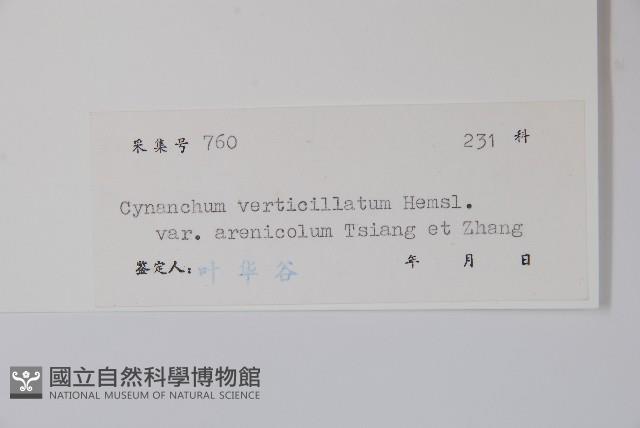 采集号 760 231 科
Cynanchum verticillatum Hemsl.
var. arenicolum Tsiang et Zhang
鉴定人: 叶华谷 年 月 日
國立自然科學博物館
NATIONAL MUSEUM OF NATURAL SCIENCE